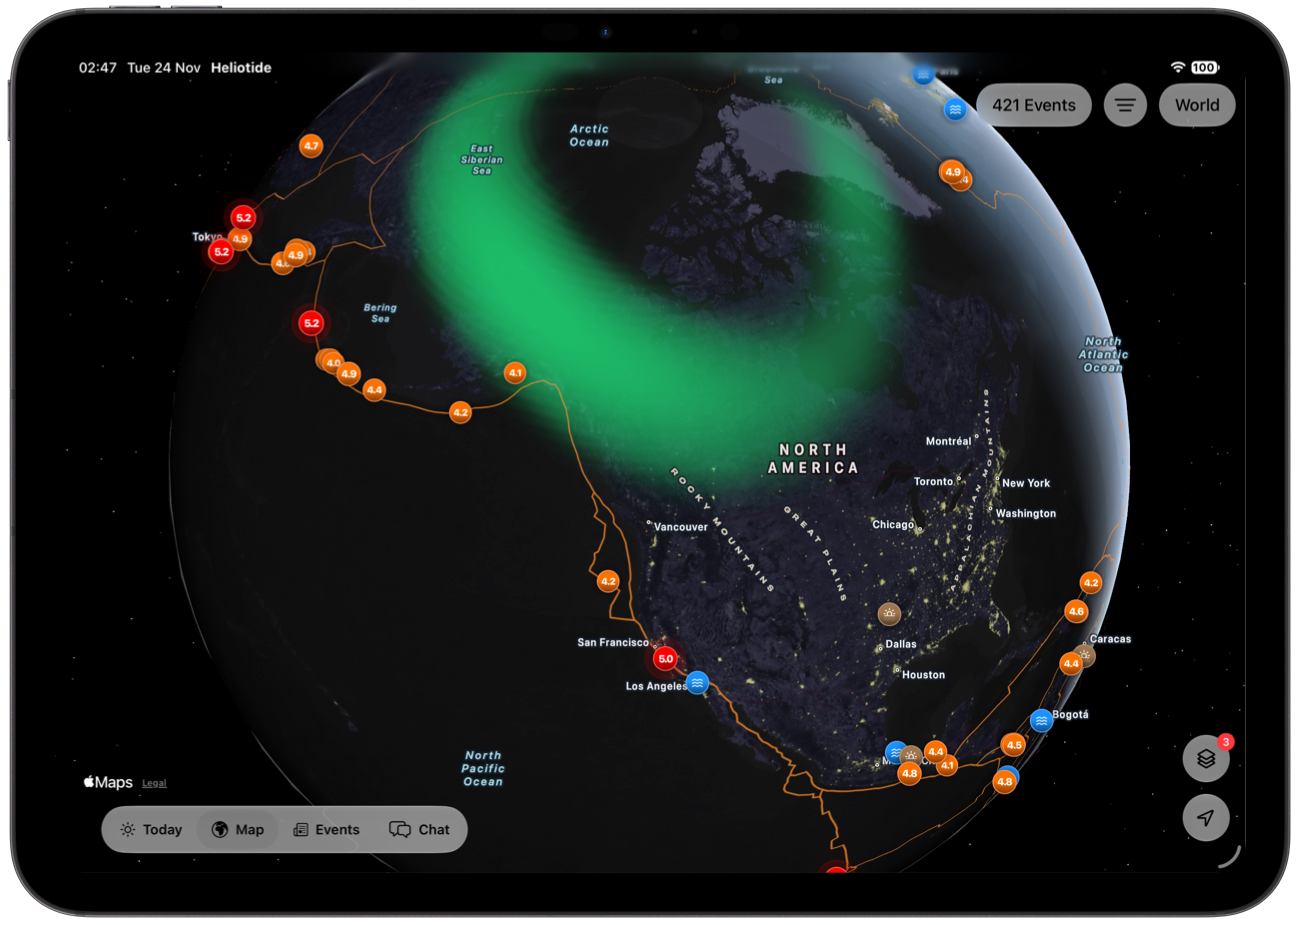 02:47 Tue 24 Nov Heliotide
100
421 Events
World
Sea
Arctic
Ocean
East
Siberian
Sea
4.7
4.9
5.2
Tokyo
4.9
5.2
4.9
5.2
Bering
Sea
4.0
4.9
4.4
4.2
4.1
North
Atlantic
Ocean
NORTH
AMERICA
ROCKY MOUNTAINS
GREAT PLAINS
APPALACHIAN MOUNTAINS
Montréal
Toronto
New York
Washington
Chicago
Vancouver
4.2
4.2
4.6
San Francisco
5.0
Los Angeles
Dallas
Houston
Caracas
4.4
Bogotá
4.4
4.5
4.1
4.8
4.8
North
Pacific
Ocean
3
Maps Legal
Today
Map
Events
Chat